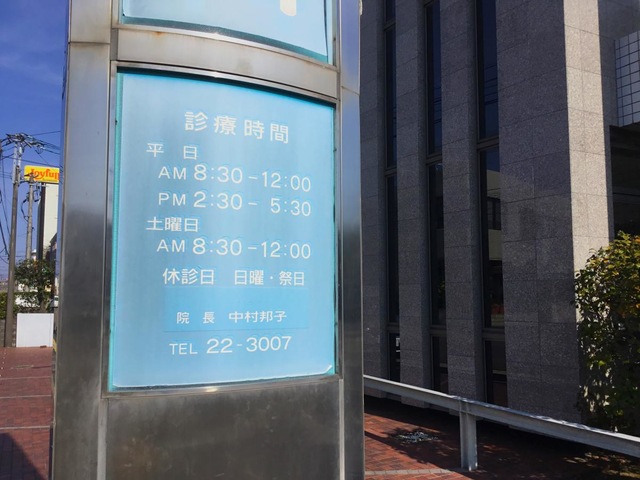 診療時間
平日
AM 8:30-12:00
PM 2:30- 5:30
土曜日
AM 8:30-12:00
休診日 日曜・祭日
院長 中村邦子
TEL 22-3007
Joyfull